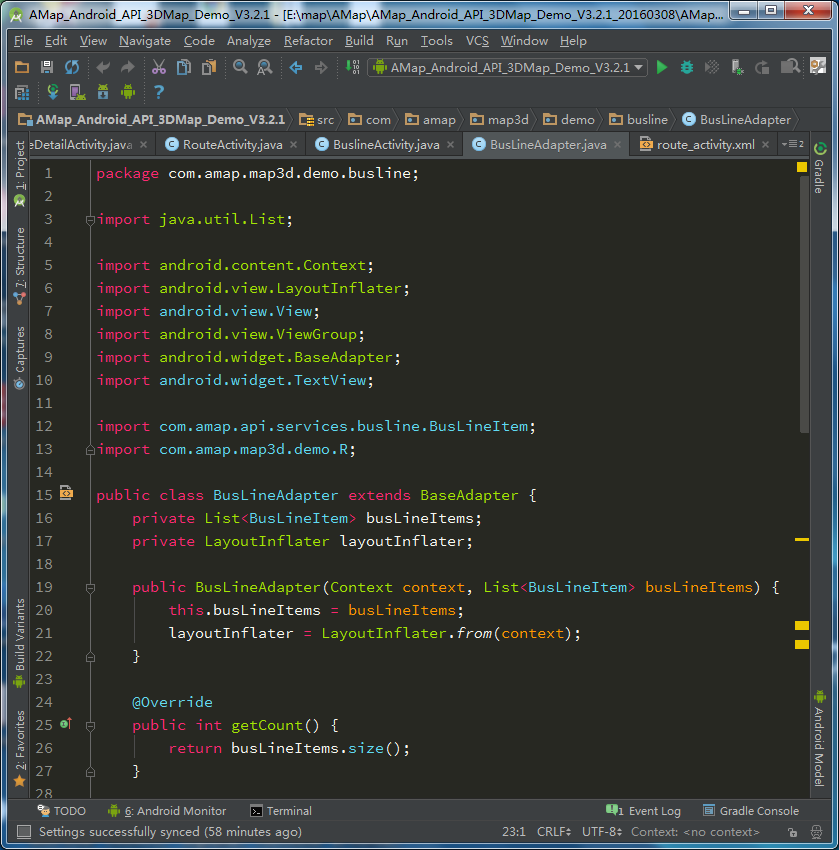 AMap_Android_API_3DMap_Demo_V3.2.1 - [E:\map\AMap\AMap_Android_API_3DMap_Demo_V3.2.1_20160308\AMap...
File Edit View Navigate Code Analyze Refactor Build Run Tools VCS Window Help
AMap_Android_API_3DMap_Demo_V3.2.1
AMap_Android_API_3DMap_Demo_V3.2.1 src com amap map3d demo busline BusLineAdapter
eDetailActivity.java RouteActivity.java BuslineActivity.java BusLineAdapter.java route_activity.xml 2
1: Project
7: Structure
Captures
Build Variants
2: Favorites
1 package com.amap.map3d.demo.busline;
2
3 import java.util.List;
4
5 import android.content.Context;
6 import android.view.LayoutInflater;
7 import android.view.View;
8 import android.view.ViewGroup;
9 import android.widget.BaseAdapter;
10 import android.widget.TextView;
11
12 import com.amap.api.services.busline.BusLineItem;
13 import com.amap.map3d.demo.R;
14
15 public class BusLineAdapter extends BaseAdapter {
16 private List<BusLineItem> busLineItems;
17 private LayoutInflater layoutInflater;
18
19 public BusLineAdapter(Context context, List<BusLineItem> busLineItems) {
20 this.busLineItems = busLineItems;
21 layoutInflater = LayoutInflater.from(context);
22 }
23
24 @Override
25 public int getCount() {
26 return busLineItems.size();
27 }
28
Gradle
Android Model
TODO 6: Android Monitor Terminal 1 Event Log Gradle Console
Settings successfully synced (58 minutes ago) 23:1 CRLF UTF-8 Context: <no context>